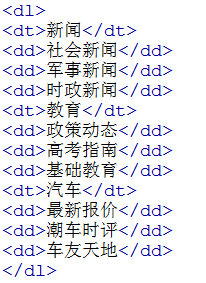 <dl>
<dt>新闻</dt>
<dd>社会新闻</dd>
<dd>军事新闻</dd>
<dd>时政新闻</dd>
<dt>教育</dt>
<dd>政策动态</dd>
<dd>高考指南</dd>
<dd>基础教育</dd>
<dt>汽车</dt>
<dd>最新报价</dd>
<dd>潮车时评</dd>
<dd>车友天地</dd>
</dl>